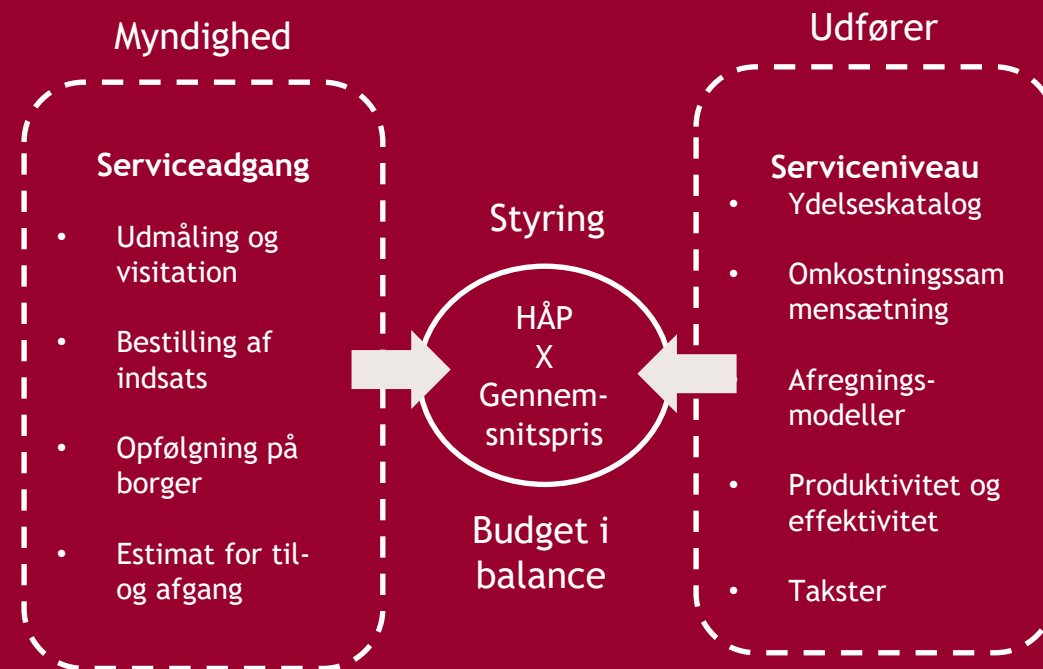 Myndighed
Serviceadgang
• Udmåling og
visitation
• Bestilling af
indsats
• Opfølgning på
borger
• Estimat for til-
og afgang
Styring
HÅP
X
Gennem-
snitspris
Budget i
balance
Udfører
Serviceniveau
• Ydelseskatalog
• Omkostningssam
mensætning
• Afregnings-
modeller
• Produktivitet og
effektivitet
• Takster